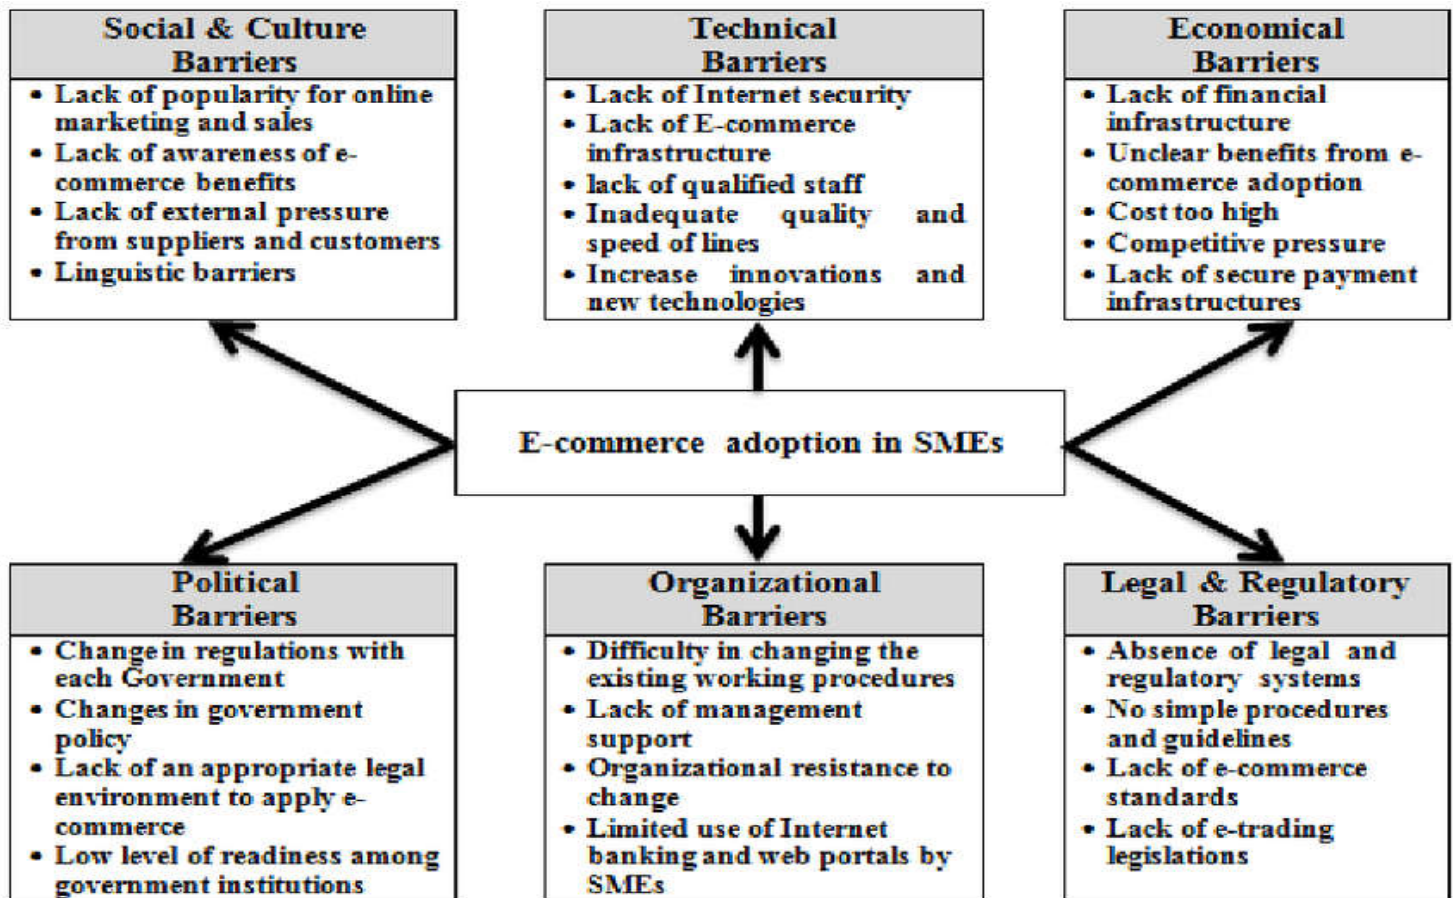 Social & Culture
Barriers
• Lack of popularity for online
marketing and sales
• Lack of awareness of e-
commerce benefits
• Lack of external pressure
from suppliers and customers
• Linguistic barriers
Technical
Barriers
• Lack of Internet security
• Lack of E-commerce
infrastructure
• lack of qualified staff
• Inadequate quality and
speed of lines
• Increase innovations and
new technologies
Economical
Barriers
• Lack of financial
infrastructure
• Unclear benefits from e-
commerce adoption
• Cost too high
• Competitive pressure
• Lack of secure payment
infrastructures
E-commerce adoption in SMEs
Political
Barriers
• Change in regulations with
each Government
• Changes in government
policy
• Lack of an appropriate legal
environment to apply e-
commerce
• Low level of readiness among
government institutions
Organizational
Barriers
• Difficulty in changing the
existing working procedures
• Lack of management
support
• Organizational resistance to
change
• Limited use of Internet
banking and web portals by
SMEs
Legal & Regulatory
Barriers
• Absence of legal and
regulatory systems
• No simple procedures
and guidelines
• Lack of e-commerce
standards
• Lack of e-trading
legislations